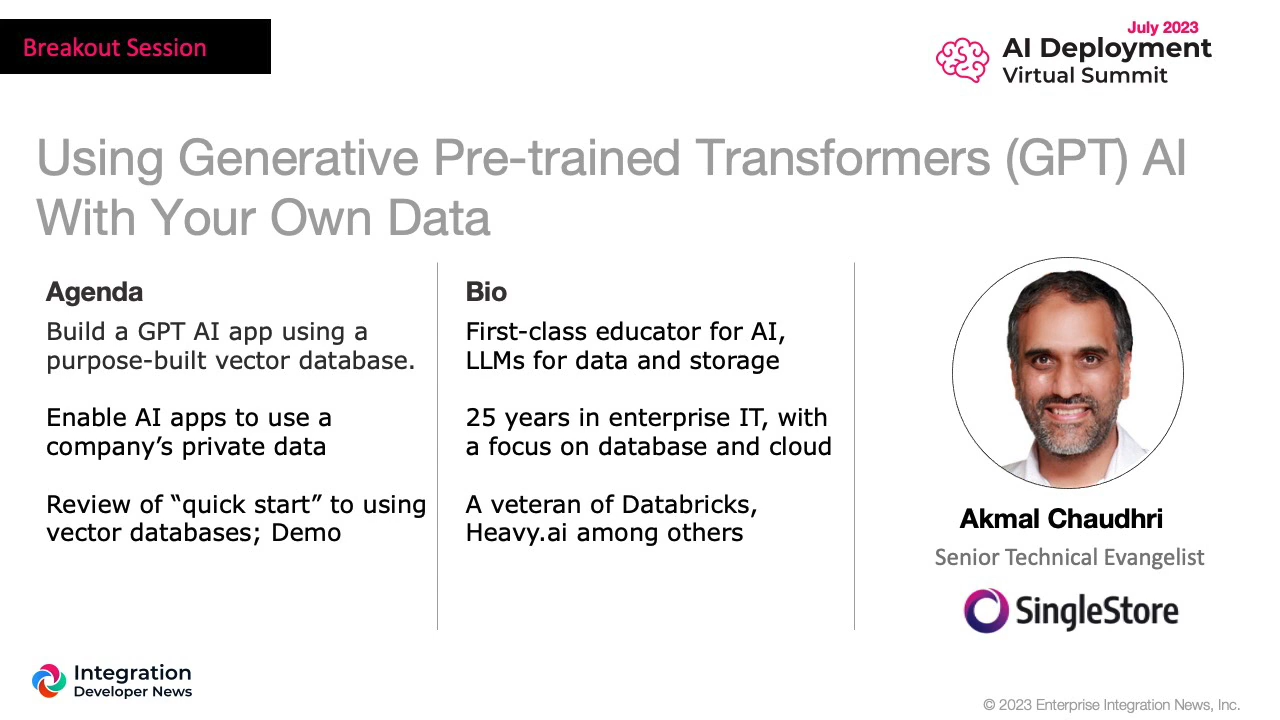 Breakout Session
July 2023
AI Deployment
Virtual Summit
Using Generative Pre-trained Transformers (GPT) AI
With Your Own Data
Agenda
Build a GPT AI app using a
purpose-built vector database.
Enable AI apps to use a
company’s private data
Review of “quick start” to using
vector databases; Demo
Bio
First-class educator for AI,
LLMs for data and storage
25 years in enterprise IT, with
a focus on database and cloud
A veteran of Databricks,
Heavy.ai among others
Akmal Chaudhri
Senior Technical Evangelist
SingleStore
Integration
Developer News
© 2023 Enterprise Integration News, Inc.